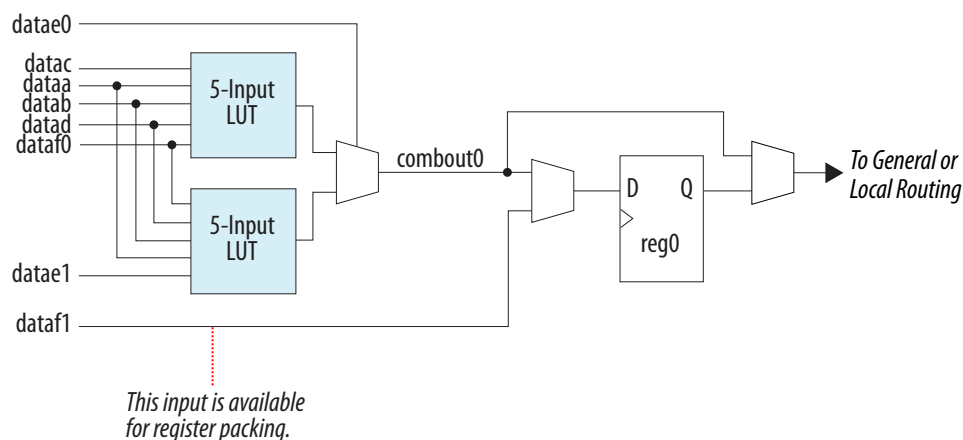 datae0
datac
dataa
datab
datad
dataf0
5-Input
LUT
combout0
5-Input
LUT
D Q
reg0
To General or
Local Routing
datae1
dataf1
This input is available
for register packing.